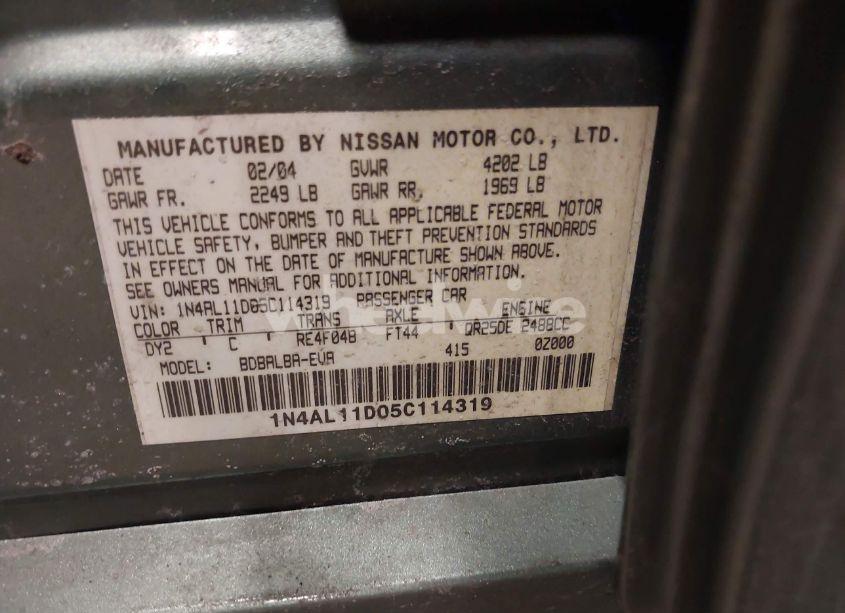 MANUFACTURED BY NISSAN MOTOR CO., LTD.
DATE 02/04 GVWR 4202 LB
GAWR FR. 2249 LB GAWR RR. 1969 LB
THIS VEHICLE CONFORMS TO ALL APPLICABLE FEDERAL MOTOR
VEHICLE SAFETY, BUMPER AND THEFT PREVENTION STANDARDS
IN EFFECT ON THE DATE OF MANUFACTURE SHOWN ABOVE.
SEE OWNERS MANUAL FOR ADDITIONAL INFORMATION.
VIN: 1N4AL11D05C114319 PASSENGER CAR
COLOR TRIM TRANS AXLE ENGINE
DY2 C RE4F04B FT44 QR25DE 2488CC
MODEL: BDBALBA-EUA 415 0Z000
1N4AL11D05C114319